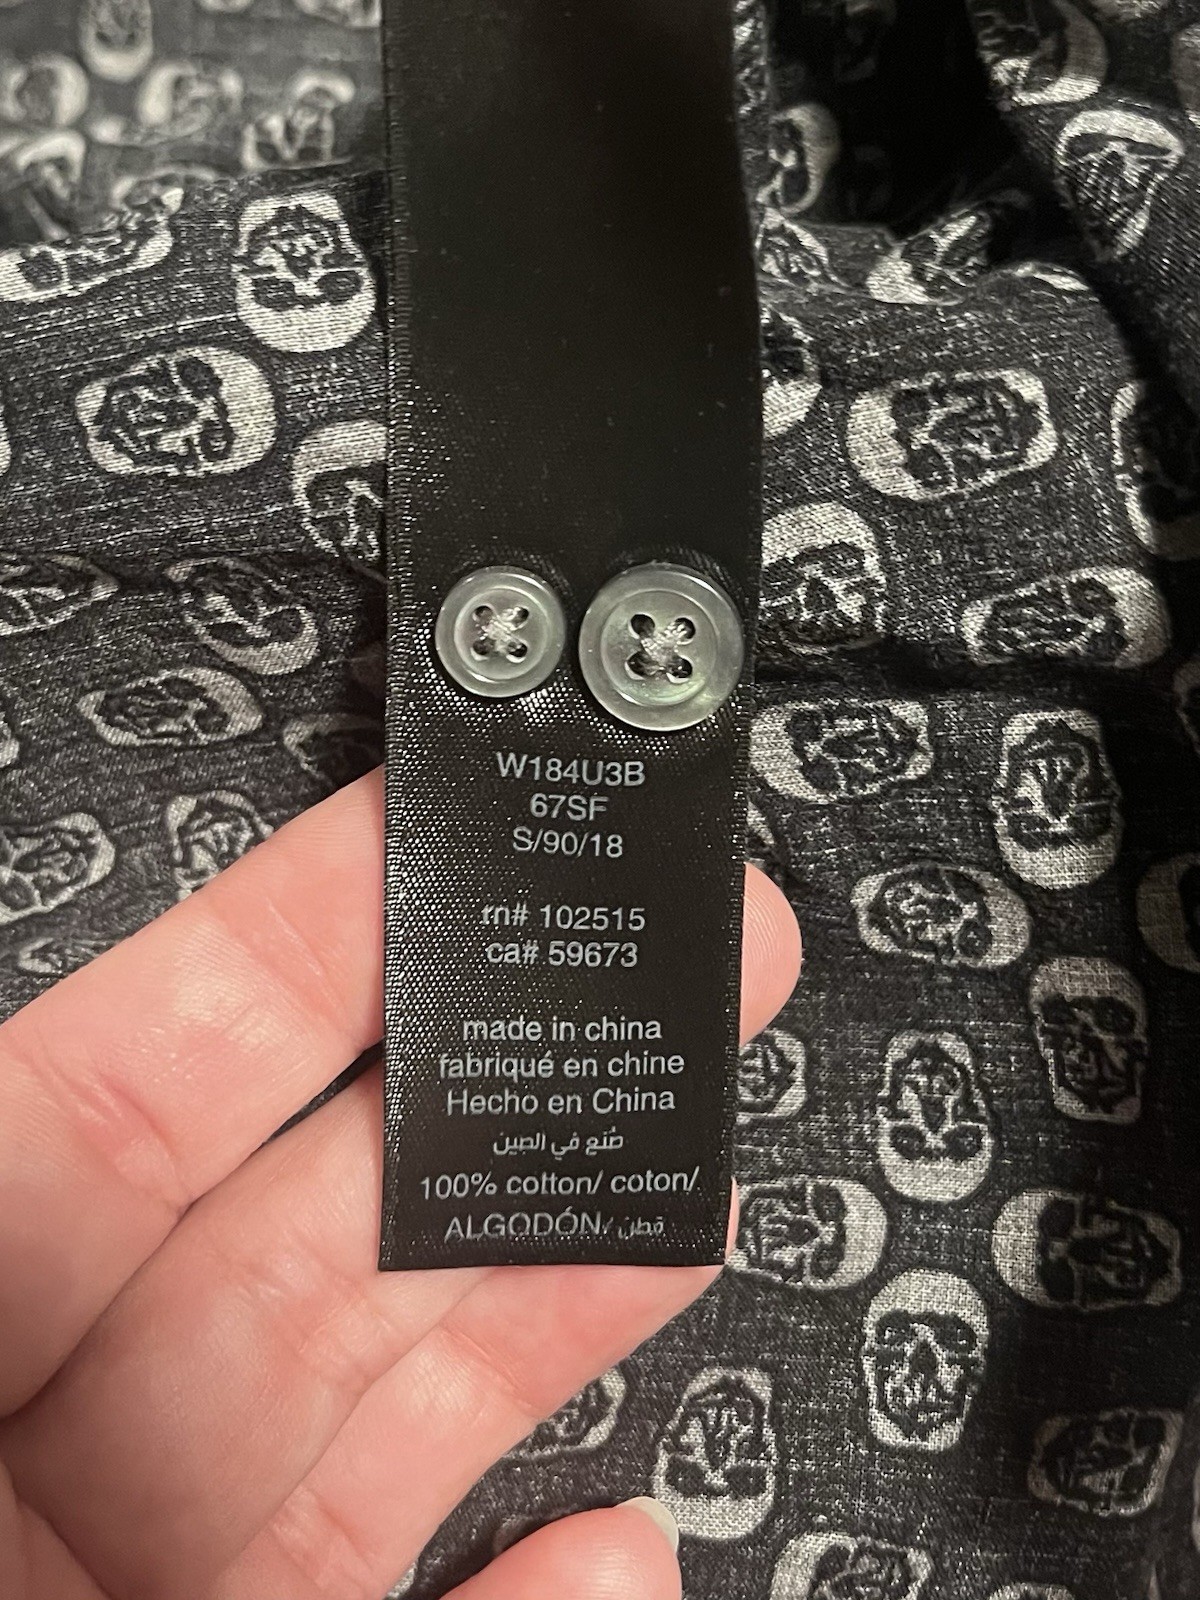 W184U3B
67SF
S/90/18
rn# 102515
ca# 59673
made in china
fabriqué en chine
Hecho en China
صُنع في الصين
100% cotton/ coton/
ALGODÓN/ قطن